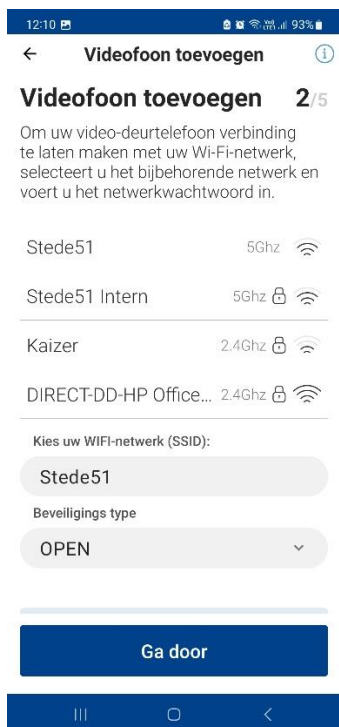 12:10 93%
Videofoon toevoegen
Videofoon toevoegen 2/5
Om uw video-deurtelefoon verbinding
te laten maken met uw Wi-Fi-netwerk,
selecteert u het bijbehorende netwerk en
voert u het netwerkwachtwoord in.
Stede51 5Ghz
Stede51 Intern 5Ghz
Kaizer 2.4Ghz
DIRECT-DD-HP Office... 2.4Ghz
Kies uw WIFI-netwerk (SSID):
Stede51
Beveiligings type
OPEN
Ga door